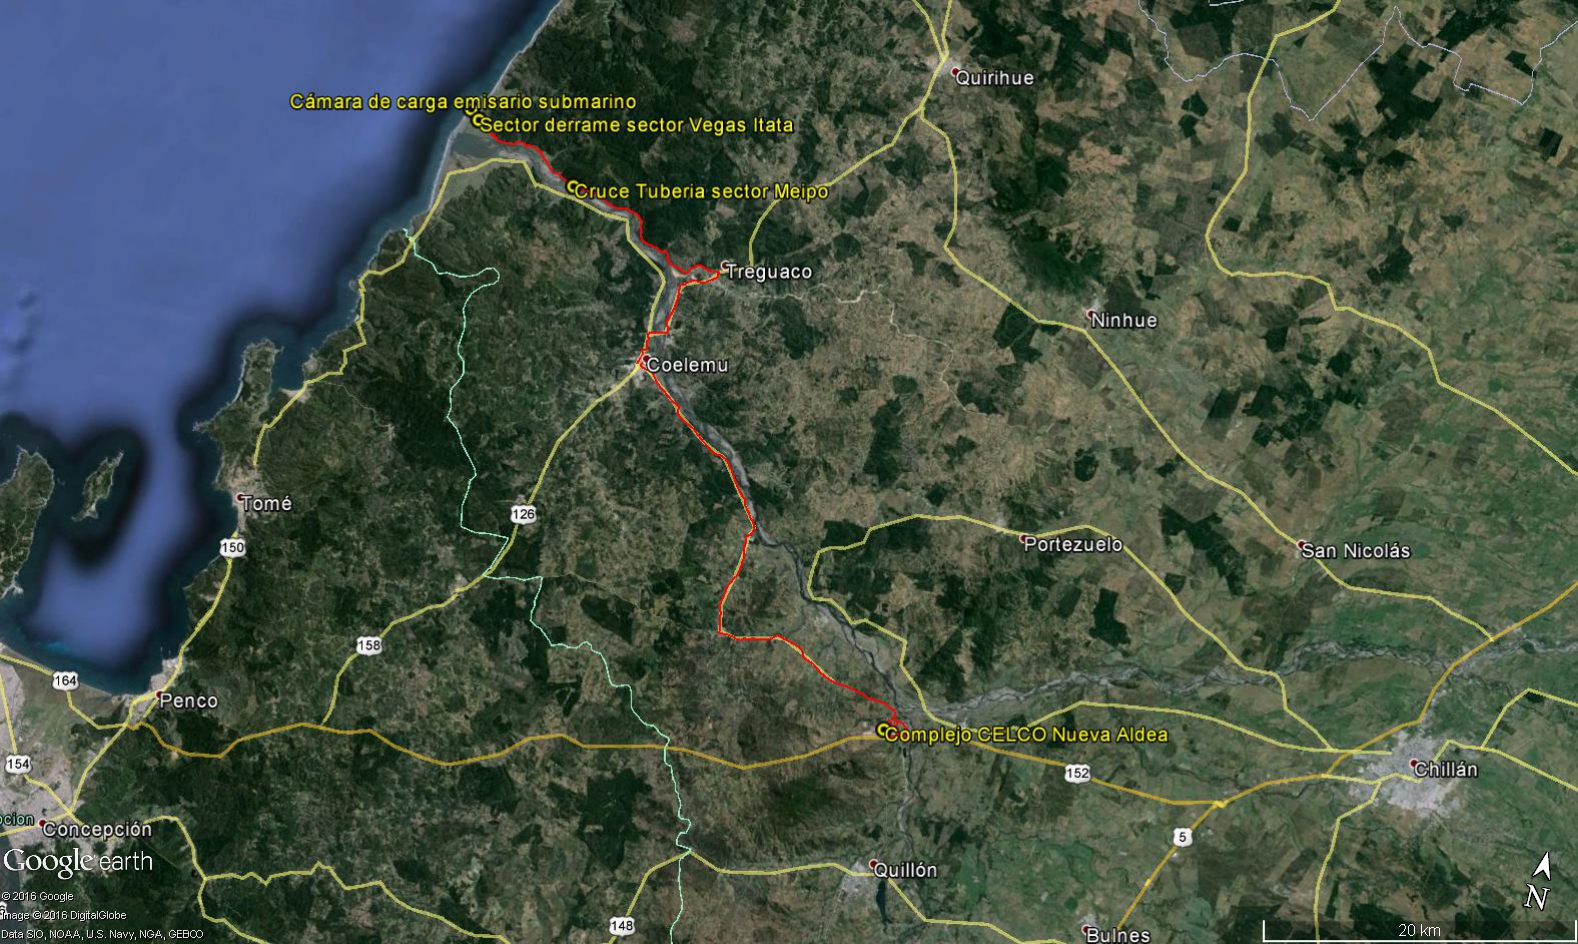 Quirihue
Cámara de carga emisario submarino
Sector derrame sector Vegas Itata
Cruce Tuberia sector Meipo
Treguaco
Ninhue
Coelemu
Tomé
126
150
Portezuelo
San Nicolás
158
164
Penco
Complejo CELCO Nueva Aldea
154
152
Chillán
Concepción
5
Google earth
Quillón
© 2016 Google
Image © 2016 DigitalGlobe
148
N
20 km
Data SIO, NOAA, U.S. Navy, NGA, GEBCO
Bulnes